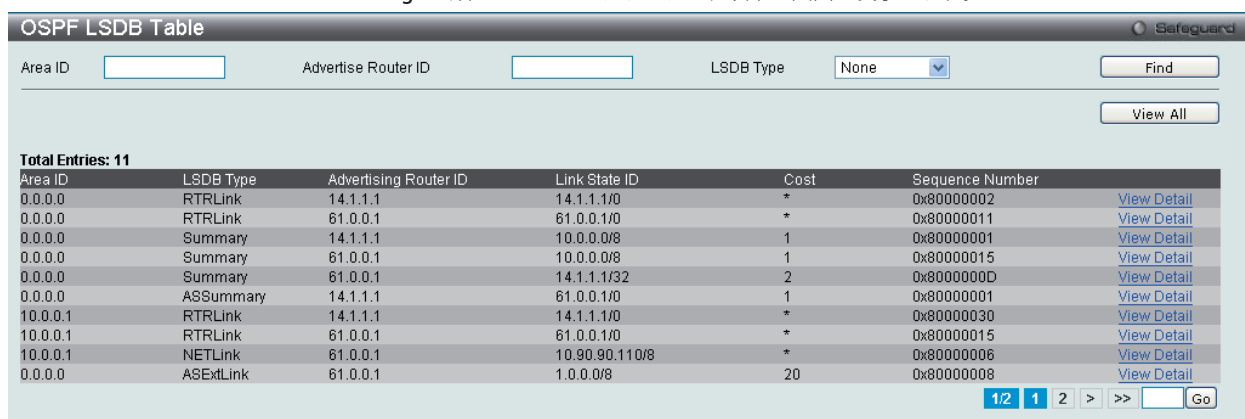 OSPF LSDB Table Safeguard
Area ID Advertise Router ID LSDB Type None Find
View All
Total Entries: 11
Area ID LSDB Type Advertising Router ID Link State ID Cost Sequence Number
0.0.0.0 RTRLink 14.1.1.1 14.1.1.1/0 * 0x80000002 View Detail
0.0.0.0 RTRLink 61.0.0.1 61.0.0.1/0 * 0x80000011 View Detail
0.0.0.0 Summary 14.1.1.1 10.0.0.0/8 1 0x80000001 View Detail
0.0.0.0 Summary 61.0.0.1 10.0.0.0/8 1 0x80000015 View Detail
0.0.0.0 Summary 61.0.0.1 14.1.1.1/32 2 0x8000000D View Detail
0.0.0.0 ASSummary 14.1.1.1 61.0.0.1/0 1 0x80000001 View Detail
10.0.0.1 RTRLink 14.1.1.1 14.1.1.1/0 * 0x80000030 View Detail
10.0.0.1 RTRLink 61.0.0.1 61.0.0.1/0 * 0x80000015 View Detail
10.0.0.1 NETLink 61.0.0.1 10.90.90.110/8 * 0x80000006 View Detail
0.0.0.0 ASExtLink 61.0.0.1 1.0.0.0/8 20 0x80000008 View Detail
1/2 1 2 > >> Go